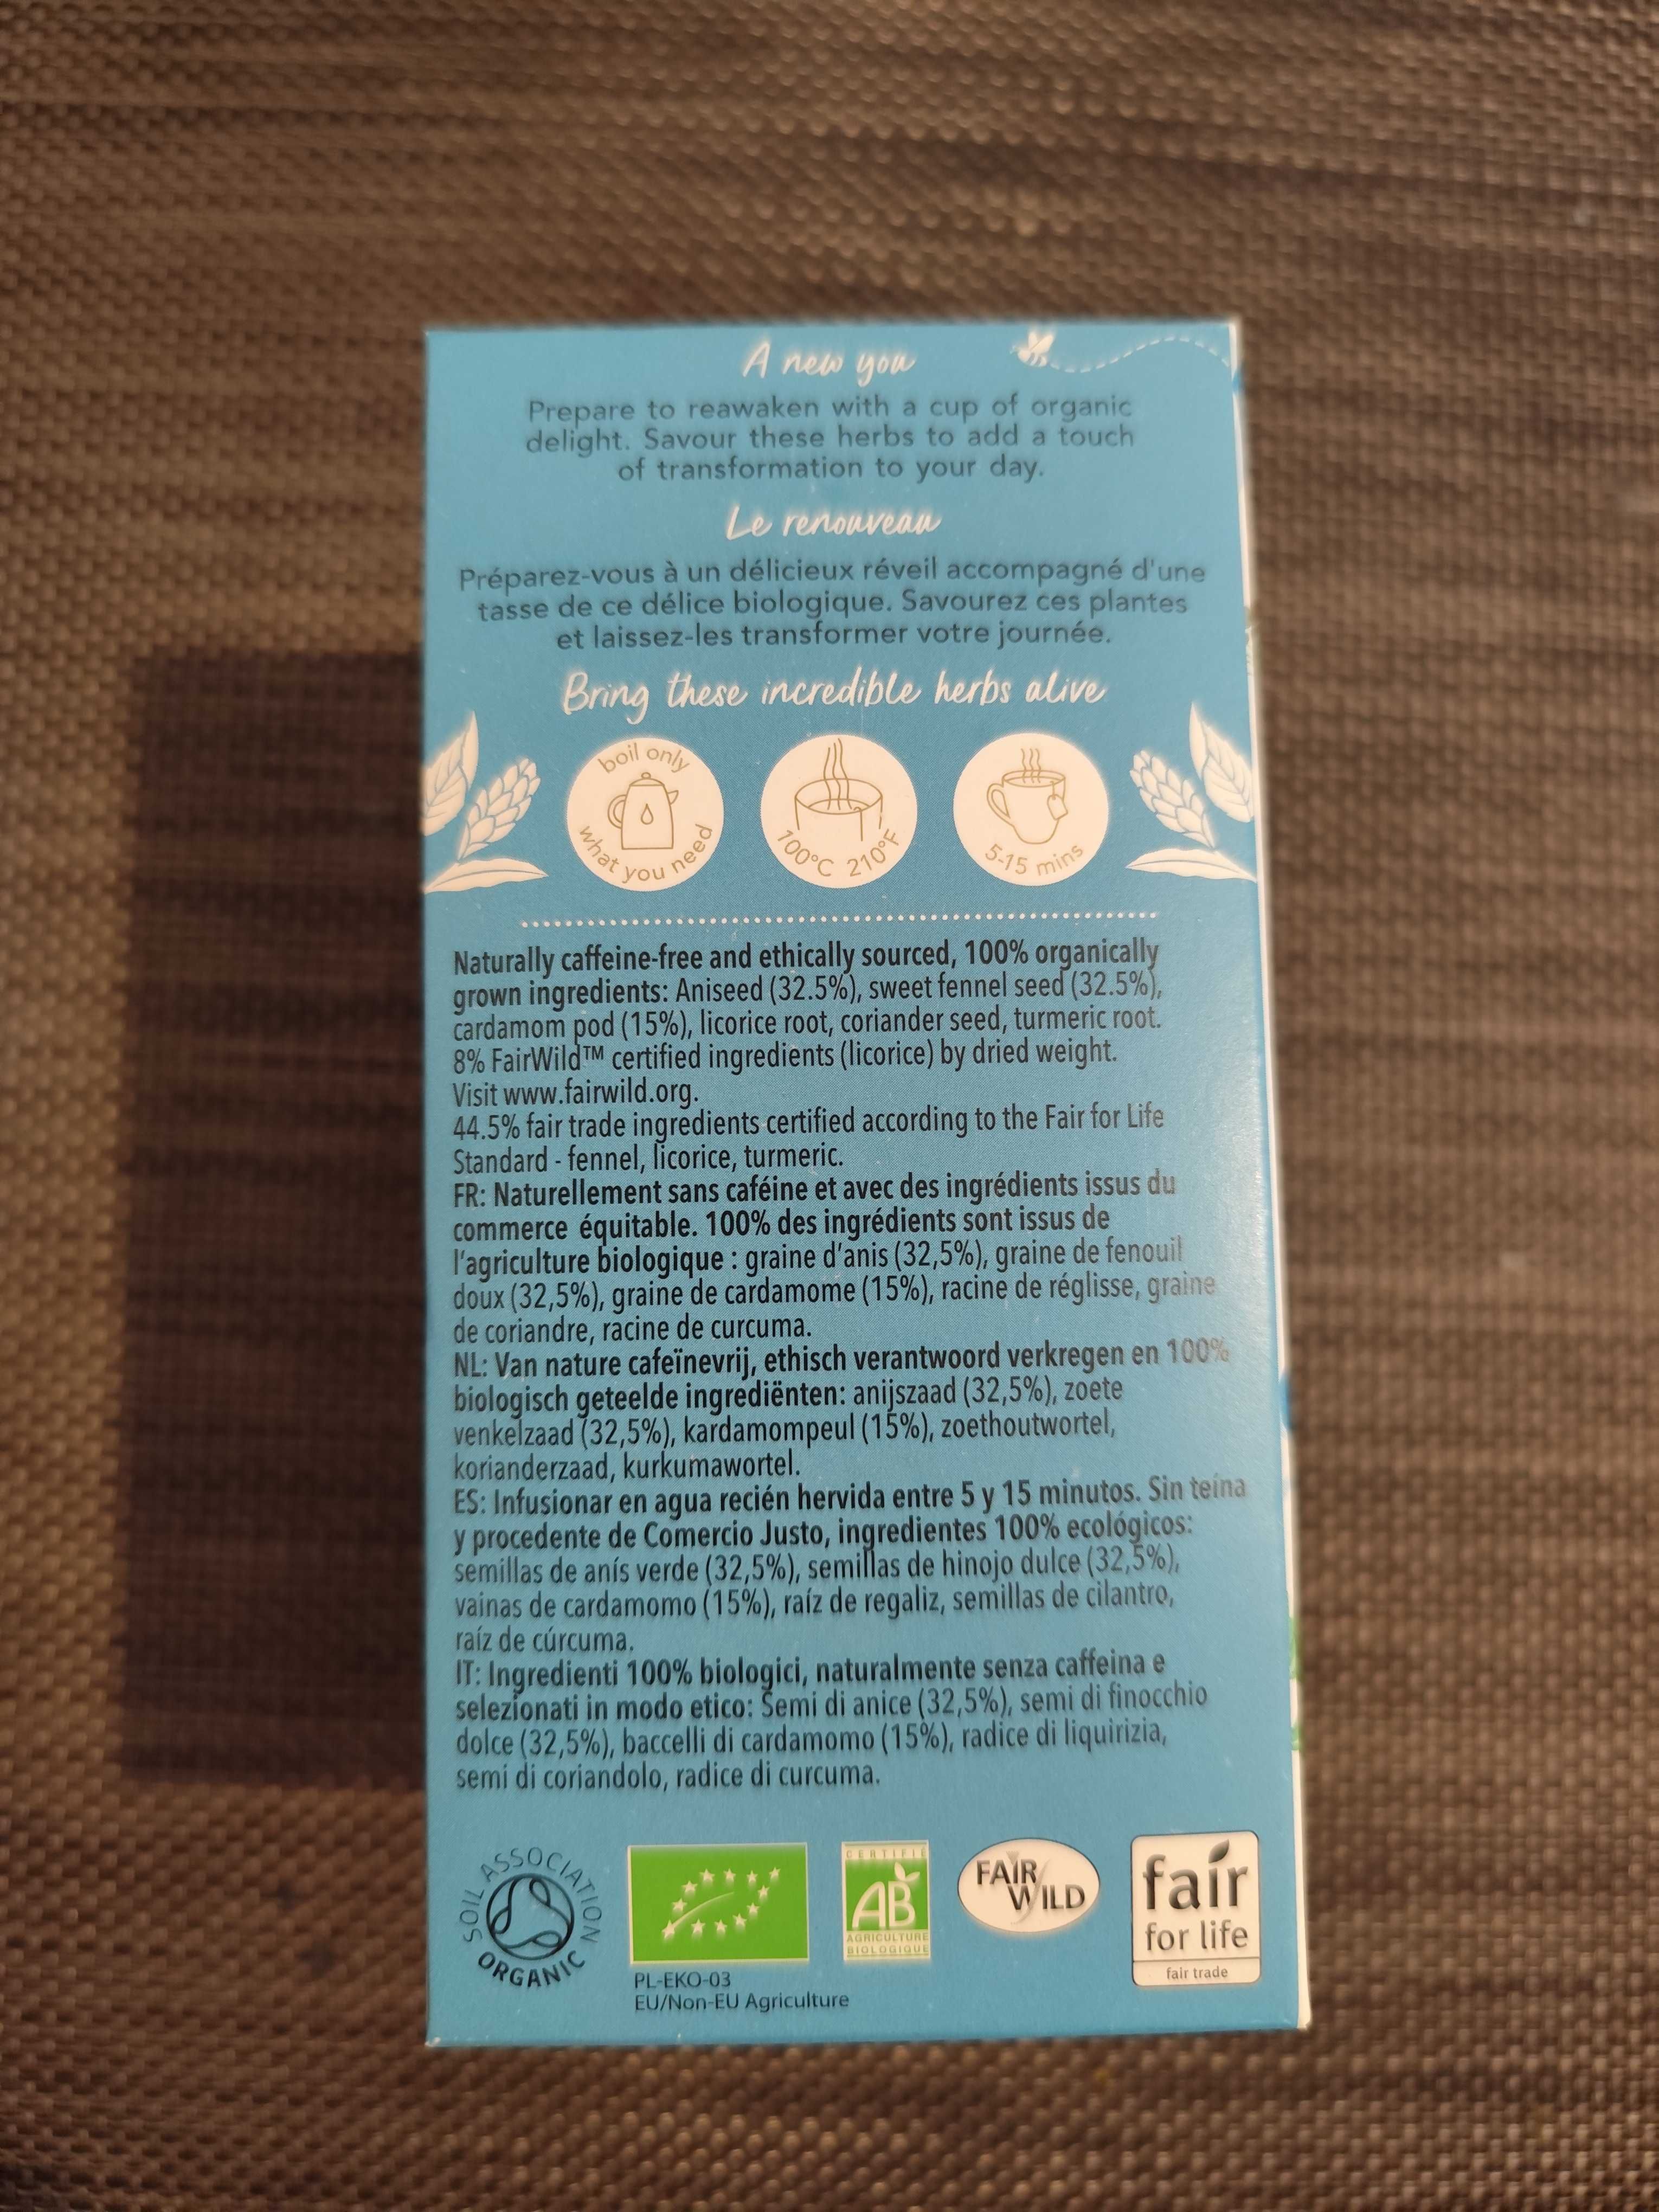 A new you
Prepare to reawaken with a cup of organic
delight. Savour these herbs to add a touch
of transformation to your day.
Le renouveau
Préparez-vous à un délicieux réveil accompagné d'une
tasse de ce délice biologique. Savourez ces plantes
et laissez-les transformer votre journée.
Bring these incredible herbs alive
boil only
what you need
100°C 210°F
5-15 mins
Naturally caffeine-free and ethically sourced, 100% organically
grown ingredients: Aniseed (32.5%), sweet fennel seed (32.5%),
cardamom pod (15%), licorice root, coriander seed, turmeric root.
8% FairWild™ certified ingredients (licorice) by dried weight.
Visit www.fairwild.org.
44.5% fair trade ingredients certified according to the Fair for Life
Standard - fennel, licorice, turmeric.
FR: Naturellement sans caféine et avec des ingrédients issus du
commerce équitable. 100% des ingrédients sont issus de
l'agriculture biologique : graine d'anis (32,5%), graine de fenouil
doux (32,5%), graine de cardamome (15%), racine de réglisse, graine
de coriandre, racine de curcuma.
NL: Van nature cafeïnevrij, ethisch verantwoord verkregen en 100%
biologisch geteelde ingrediënten: anijszaad (32,5%), zoete
venkelzaad (32,5%), kardamompeul (15%), zoethoutwortel,
korianderzaad, kurkumawortel.
ES: Infusionar en agua recién hervida entre 5 y 15 minutos. Sin teína
y procedente de Comercio Justo, ingredientes 100% ecológicos:
semillas de anís verde (32,5%), semillas de hinojo dulce (32,5%),
vainas de cardamomo (15%), raíz de regaliz, semillas de cilantro,
raíz de cúrcuma.
IT: Ingredienti 100% biologici, naturalmente senza caffeina e
selezionati in modo etico: Semi di anice (32,5%), semi di finocchio
dolce (32,5%), baccelli di cardamomo (15%), radice di liquirizia,
semi di coriandolo, radice di curcuma.
SOIL ASSOCIATION
ORGANIC
PL-EKO-03
EU/Non-EU Agriculture
CERTIFIÉ
AB
AGRICULTURE
BIOLOGIQUE
FAIR
WILD
fair
for life
fair trade